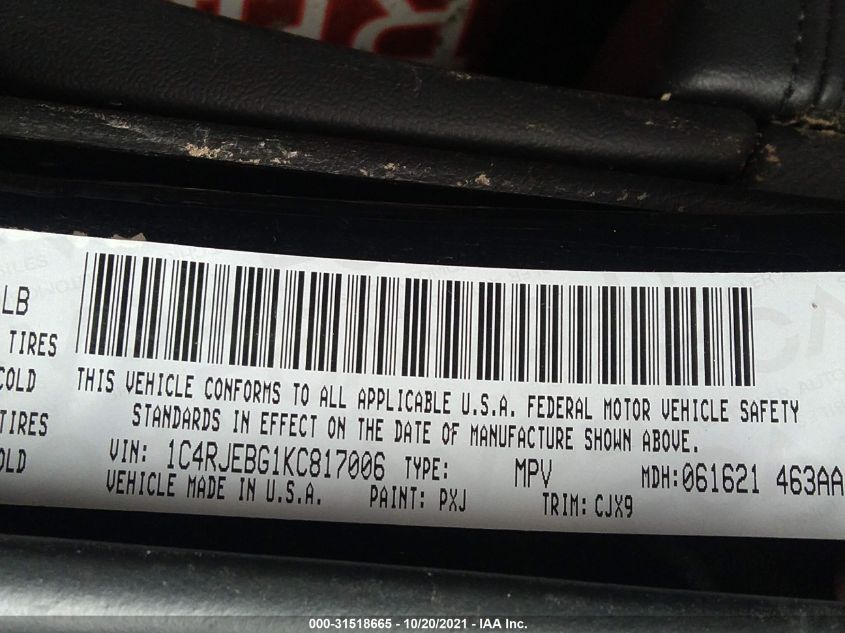 LB
TIRES
COLD
TIRES
OLD
THIS VEHICLE CONFORMS TO ALL APPLICABLE U.S.A. FEDERAL MOTOR VEHICLE SAFETY
STANDARDS IN EFFECT ON THE DATE OF MANUFACTURE SHOWN ABOVE.
VIN: 1C4RJEBG1KC817006 TYPE: MPV MDH:061621 463AA
VEHICLE MADE IN U.S.A. PAINT: PXJ TRIM: CJX9
000-31518665 - 10/20/2021 - IAA Inc.